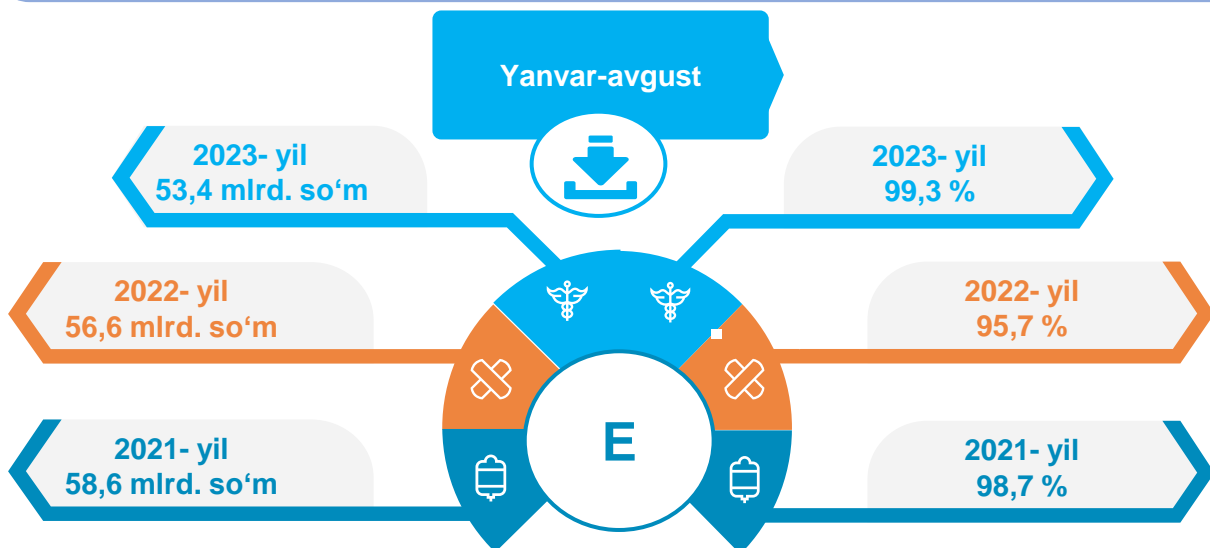 Yanvar-avgust
2023- yil
53,4 mlrd. so‘m
2023- yil
99,3 %
2022- yil
56,6 mlrd. so‘m
2022- yil
95,7 %
E
2021- yil
58,6 mlrd. so‘m
2021- yil
98,7 %